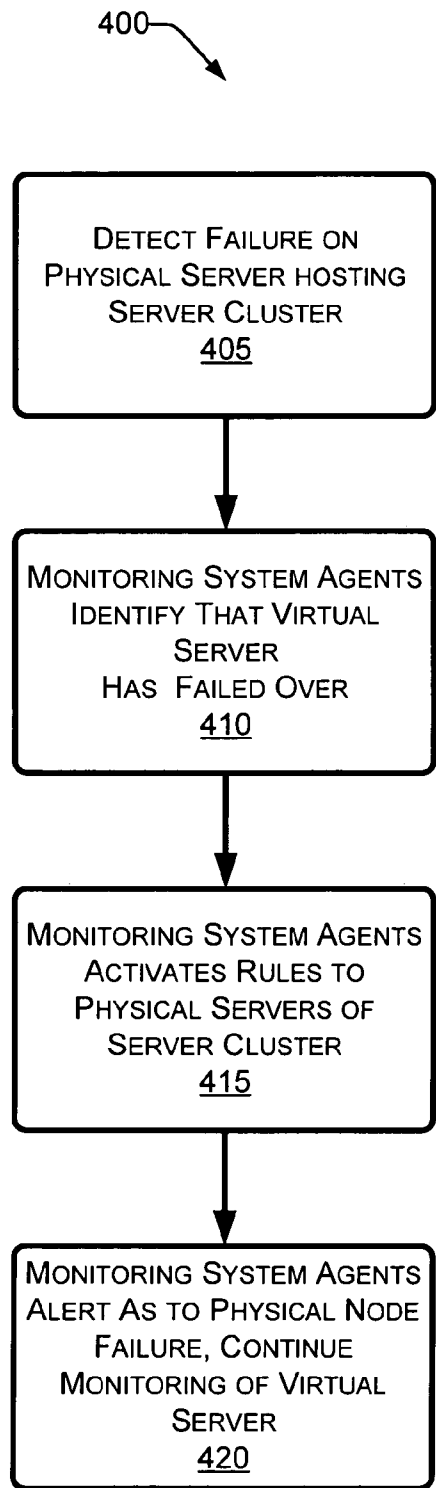 400
DETECT FAILURE ON
PHYSICAL SERVER HOSTING
SERVER CLUSTER
405
MONITORING SYSTEM AGENTS
IDENTIFY THAT VIRTUAL
SERVER
HAS FAILED OVER
410
MONITORING SYSTEM AGENTS
ACTIVATES RULES TO
PHYSICAL SERVERS OF
SERVER CLUSTER
415
MONITORING SYSTEM AGENTS
ALERT AS TO PHYSICAL NODE
FAILURE, CONTINUE
MONITORING OF VIRTUAL
SERVER
420